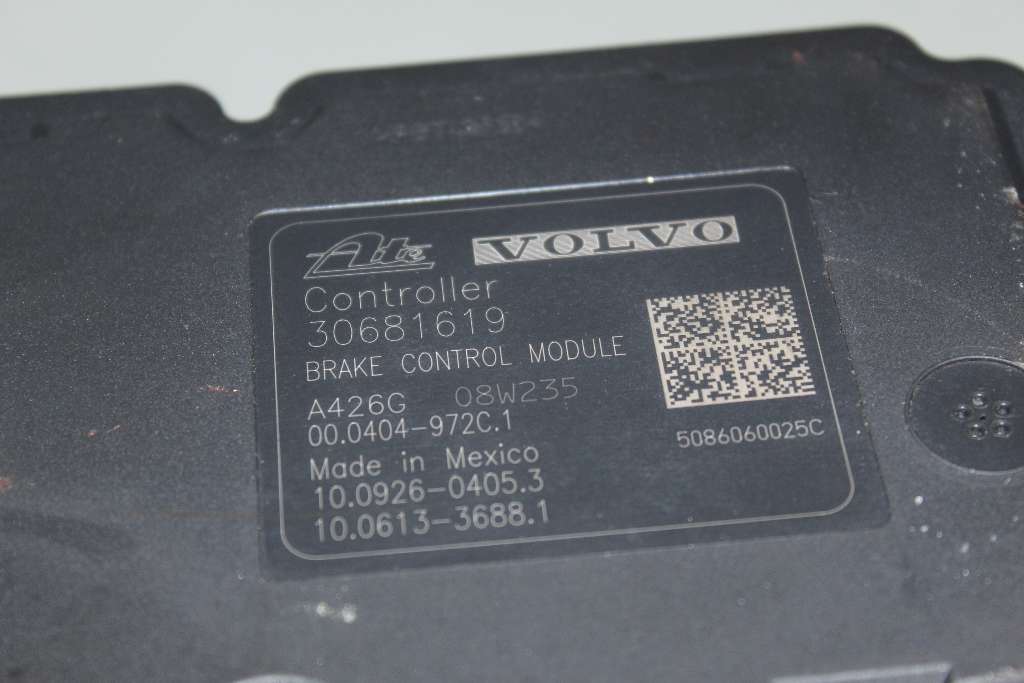 Ate VOLVO
Controller
30681619
BRAKE CONTROL MODULE
A426G 08W235
00.0404-972C.1
5086060025C
Made in Mexico
10.0926-0405.3
10.0613-3688.1